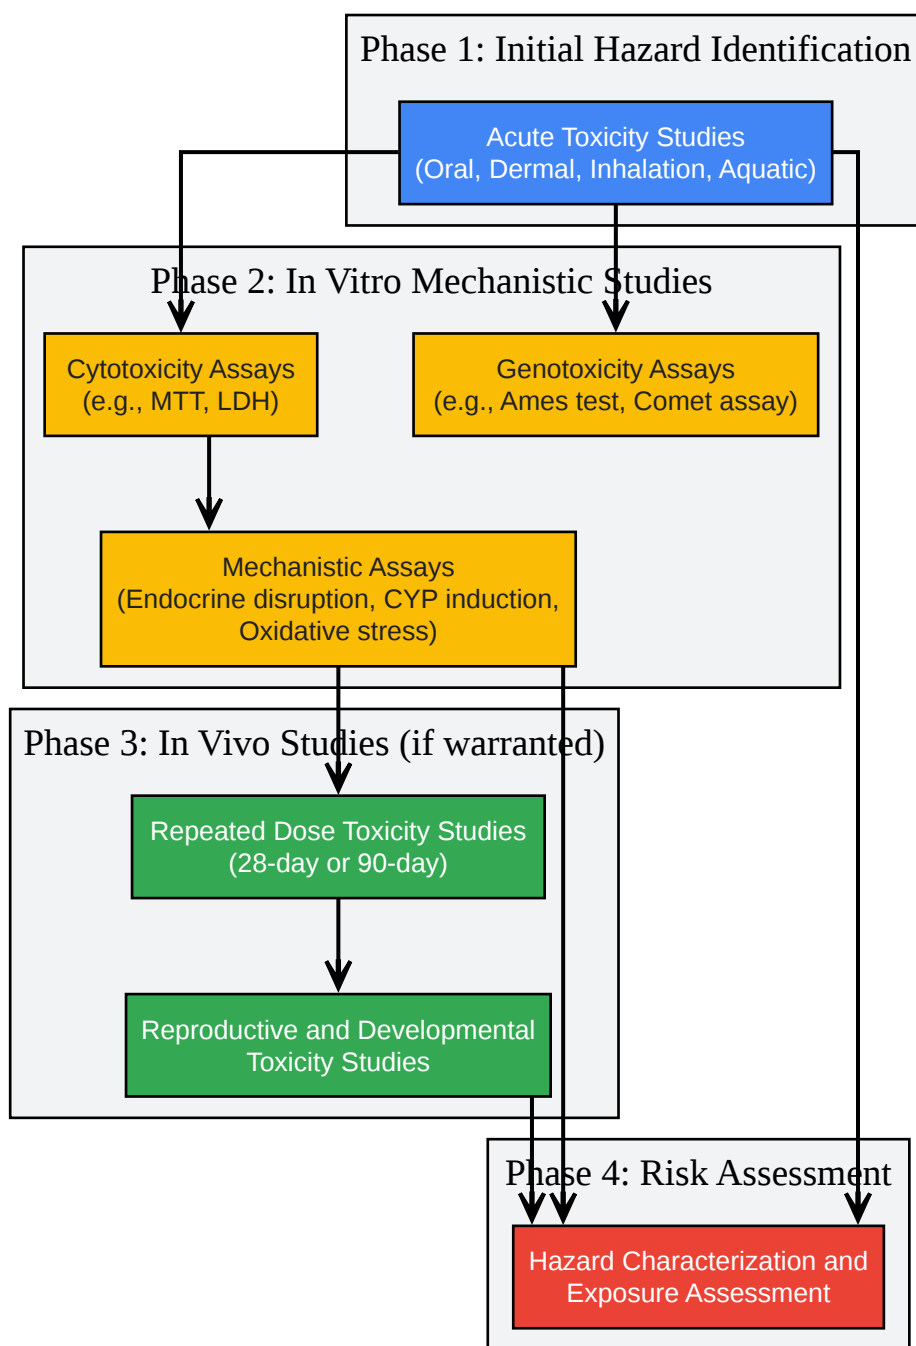 Phase 1: Initial Hazard Identification
Acute Toxicity Studies
(Oral, Dermal, Inhalation, Aquatic)
Phase 2: In Vitro Mechanistic Studies
Cytotoxicity Assays
(e.g., MTT, LDH)
Genotoxicity Assays
(e.g., Ames test, Comet assay)
Mechanistic Assays
(Endocrine disruption, CYP induction,
Oxidative stress)
Phase 3: In Vivo Studies (if warranted)
Repeated Dose Toxicity Studies
(28-day or 90-day)
Reproductive and Developmental
Toxicity Studies
Phase 4: Risk Assessment
Hazard Characterization and
Exposure Assessment